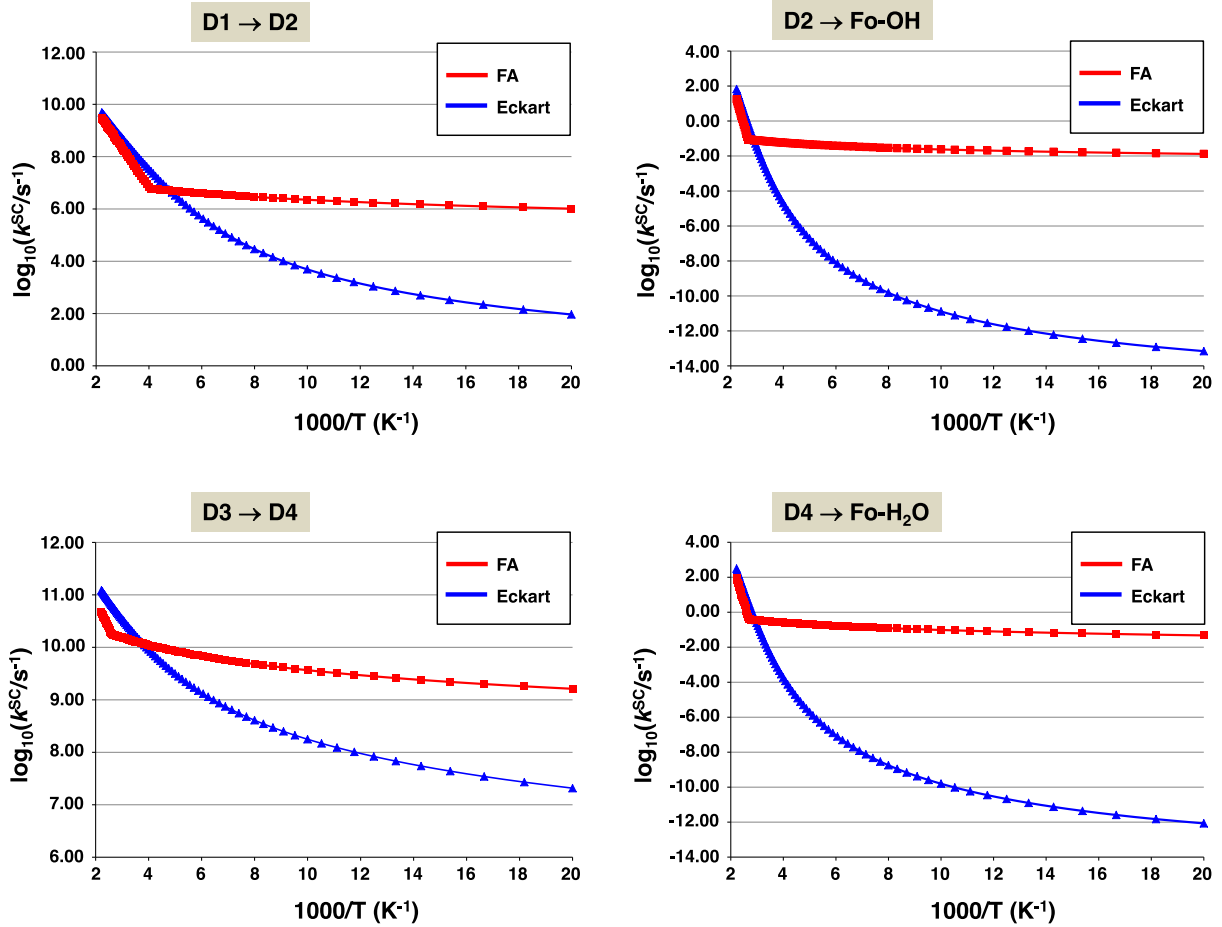 D1 → D2
12.00
10.00
8.00
6.00
4.00
2.00
0.00
log10(kSC/s-1)
FA
Eckart
2 4 6 8 10 12 14 16 18 20
1000/T (K-1)
D2 → Fo-OH
4.00
2.00
0.00
-2.00
-4.00
-6.00
-8.00
-10.00
-12.00
-14.00
log10(kSC/s-1)
FA
Eckart
2 4 6 8 10 12 14 16 18 20
1000/T (K-1)
D3 → D4
12.00
11.00
10.00
9.00
8.00
7.00
6.00
log10(kSC/s-1)
FA
Eckart
2 4 6 8 10 12 14 16 18 20
1000/T (K-1)
D4 → Fo-H2O
4.00
2.00
0.00
-2.00
-4.00
-6.00
-8.00
-10.00
-12.00
-14.00
log10(kSC/s-1)
FA
Eckart
2 4 6 8 10 12 14 16 18 20
1000/T (K-1)